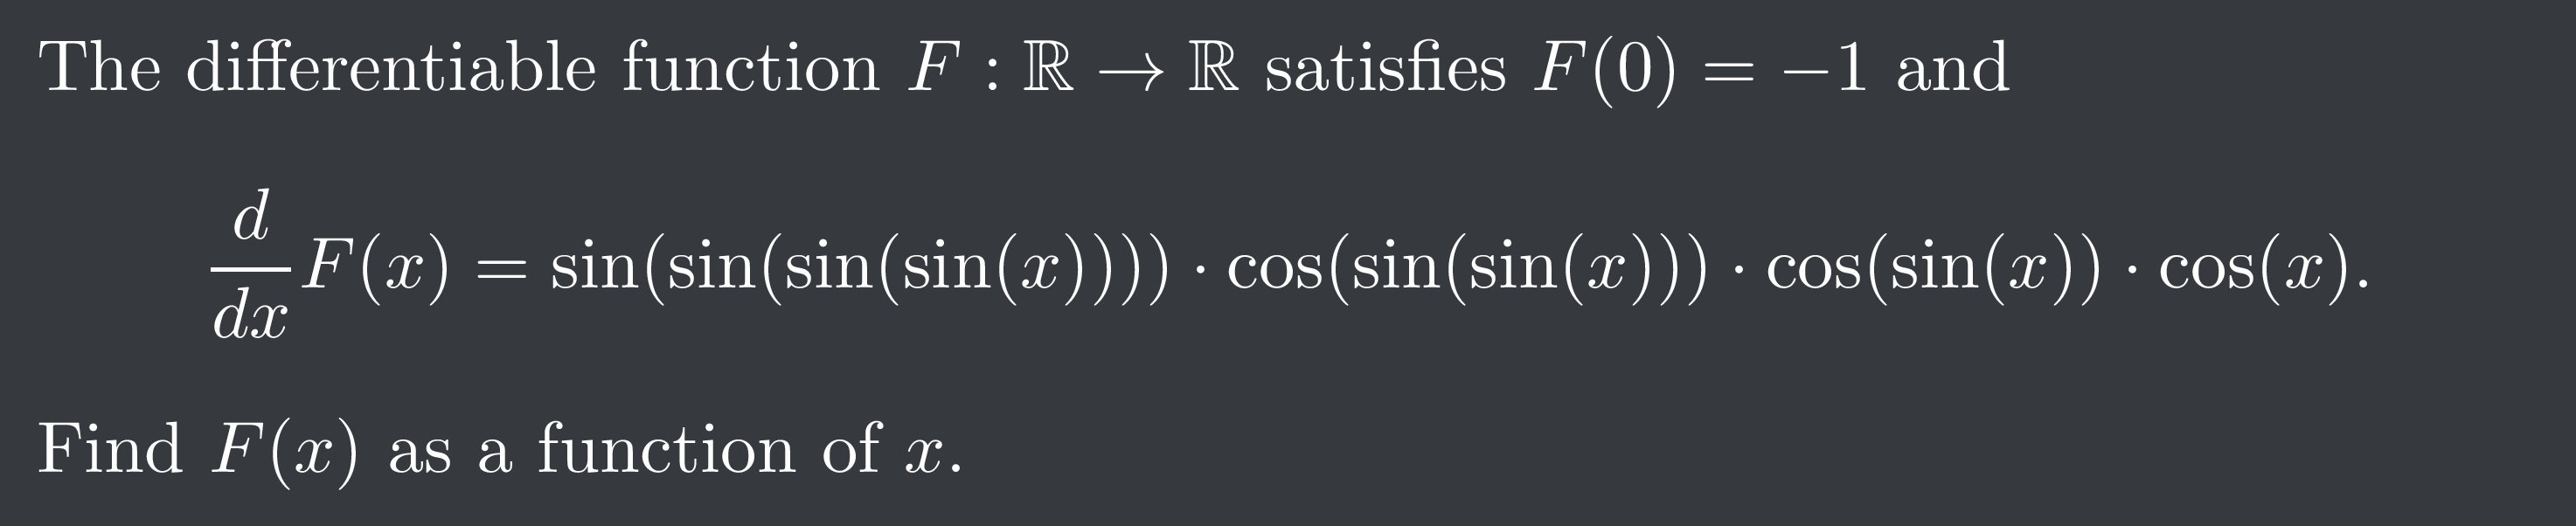 The differentiable function F : ℝ → ℝ satisfies F(0) = −1 and
d/dx F(x) = sin(sin(sin(sin(x)))) · cos(sin(sin(x))) · cos(sin(x)) · cos(x).
Find F(x) as a function of x.